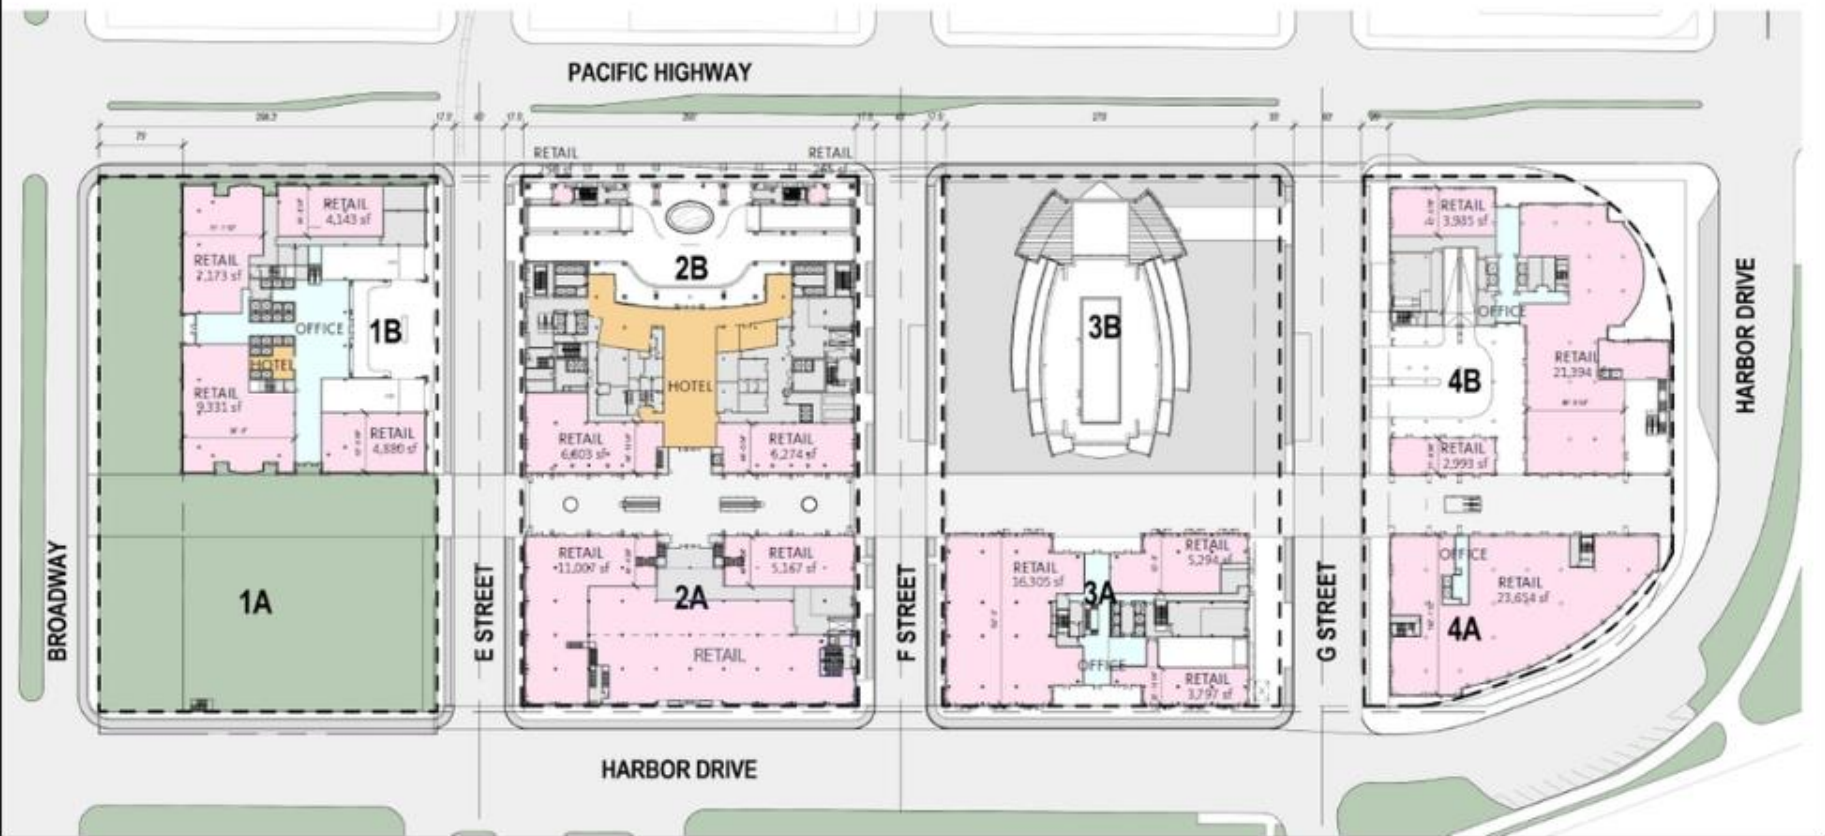 PACIFIC HIGHWAY
75'
270'
RETAIL
RETAIL
RETAIL
4,143 sf
RETAIL
2,173 sf
OFFICE
1B
HOTEL
RETAIL
9,331 sf
RETAIL
4,880 sf
1A
BROADWAY
E STREET
2B
HOTEL
RETAIL
6,603 sf
RETAIL
6,274 sf
RETAIL
11,007 sf
RETAIL
5,167 sf
2A
RETAIL
F STREET
3B
RETAIL
16,305 sf
RETAIL
5,294 sf
3A
OFFICE
RETAIL
3,797 sf
G STREET
RETAIL
3,985 sf
OFFICE
RETAIL
21,394
4B
RETAIL
2,993 sf
OFFICE
RETAIL
23,654 sf
4A
HARBOR DRIVE
HARBOR DRIVE